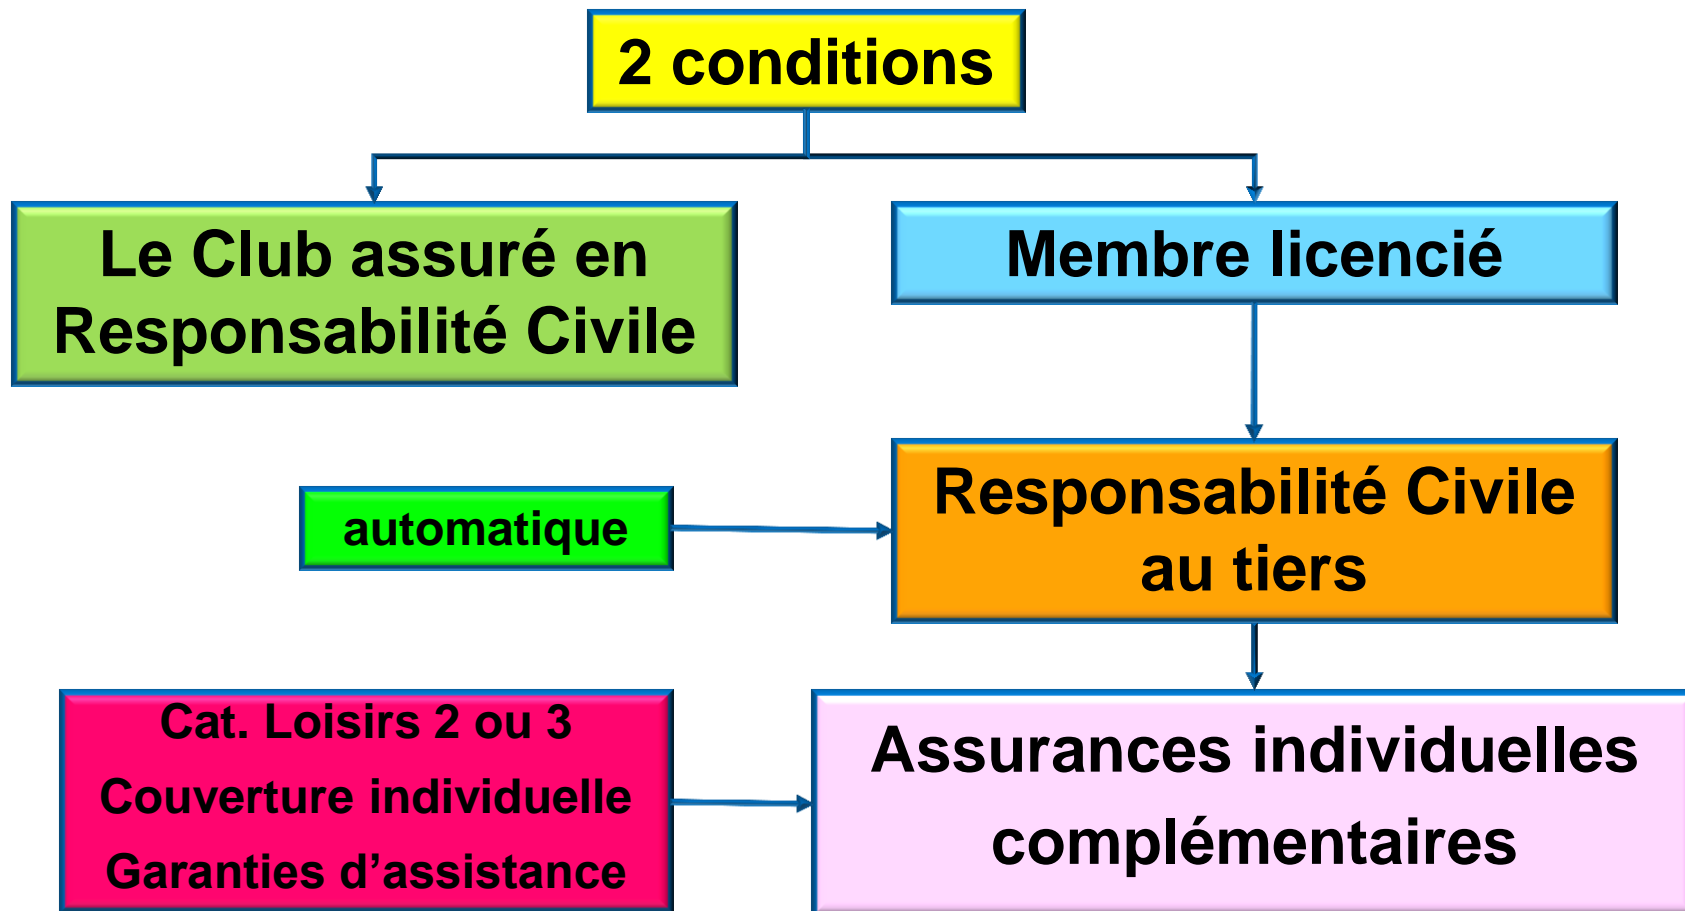 2 conditions
Le Club assuré en
Responsabilité Civile
Membre licencié
automatique
Responsabilité Civile
au tiers
Cat. Loisirs 2 ou 3
Couverture individuelle
Garanties d’assistance
Assurances individuelles
complémentaires